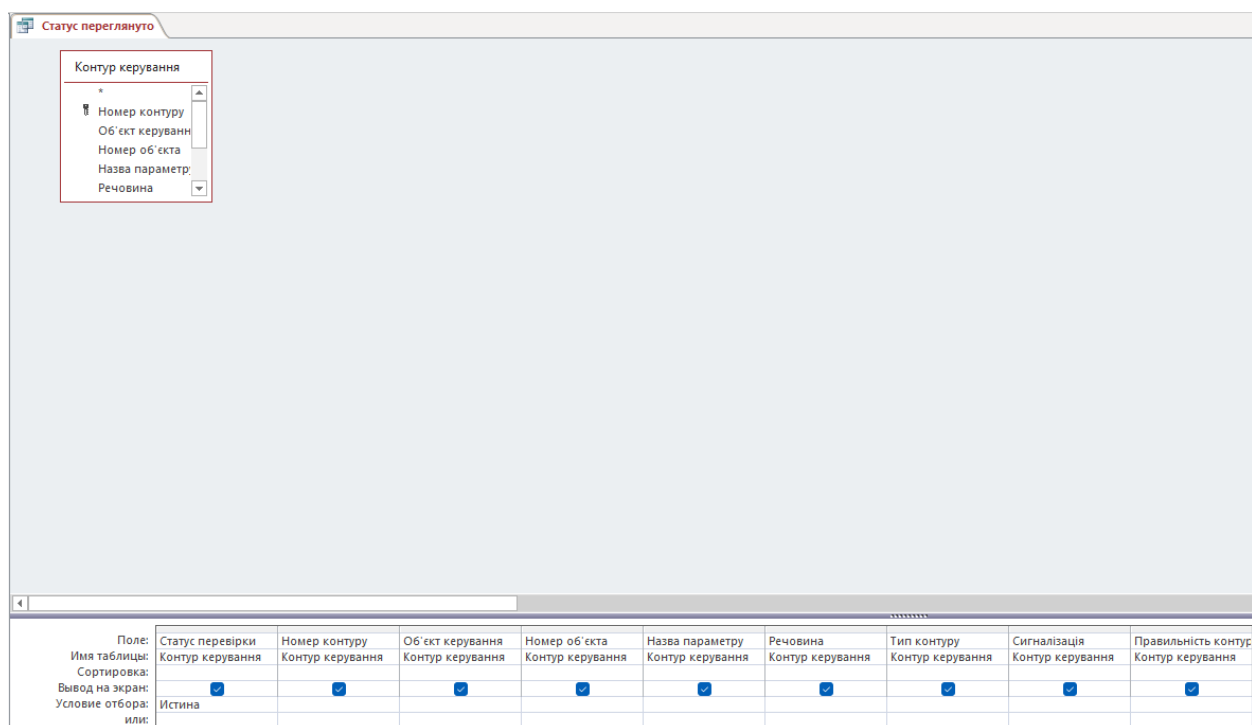 Статус переглянуто
Контур керування
*
Номер контуру
Об'єкт керуванн
Номер об'єкта
Назва параметр
Речовина
Поле: Статус перевірки Номер контуру Об'єкт керування Номер об'єкта Назва параметру Речовина Тип контуру Сигналізація Правильність контур
Имя таблицы: Контур керування Контур керування Контур керування Контур керування Контур керування Контур керування Контур керування Контур керування Контур керування
Сортировка:
Вывод на экран:
Условие отбора: Истина
или: